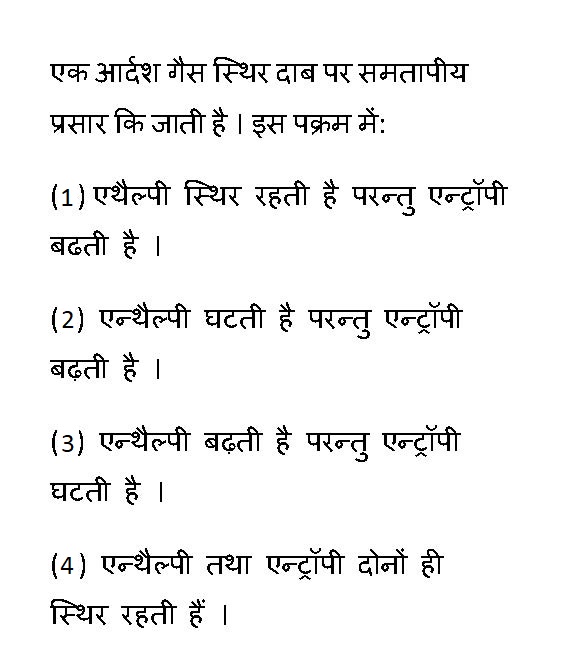 एक आर्दश गैस स्थिर दाब पर समतापीय
प्रसार कि जाती है । इस पक्रम में:
(1) एथैल्पी स्थिर रहती है परन्तु एन्ट्रॉपी
बढती है ।
(2) एन्थैल्पी घटती है परन्तु एन्ट्रॉपी
बढ़ती है ।
(3) एन्थैल्पी बढ़ती है परन्तु एन्ट्रॉपी
घटती है ।
(4) एन्थैल्पी तथा एन्ट्रॉपी दोनों ही
स्थिर रहती हैं ।